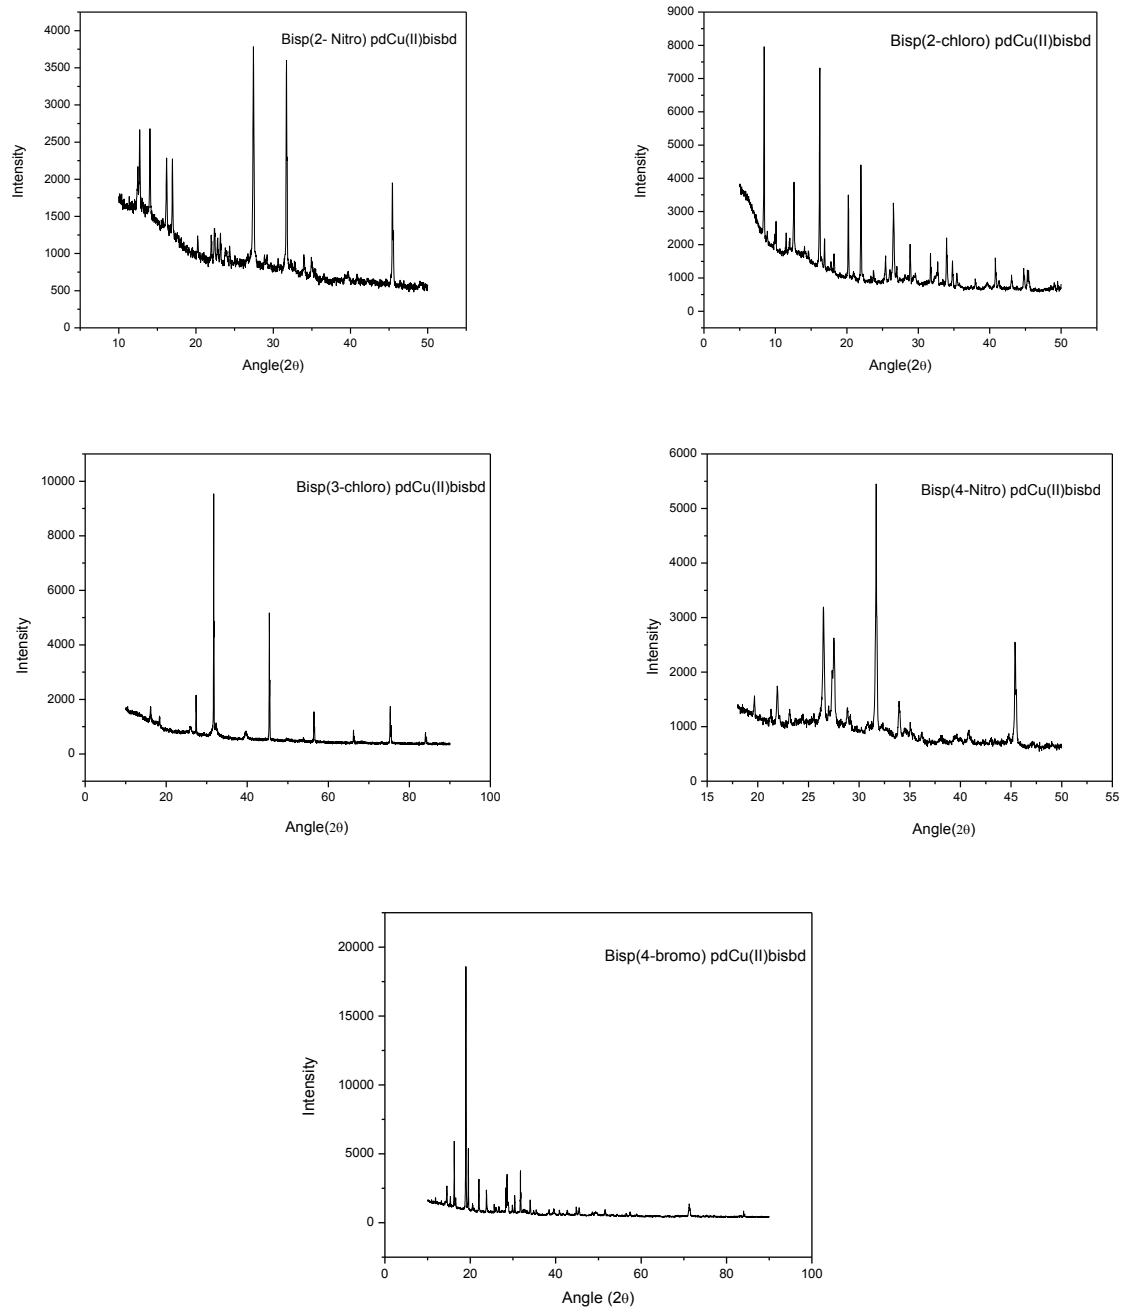 Bisp(2- Nitro) pdCu(II)bisbd
4000
3500
3000
2500
2000
1500
1000
500
0
10 20 30 40 50
Intensity
Angle(2θ)
Bisp(2-chloro) pdCu(II)bisbd
9000
8000
7000
6000
5000
4000
3000
2000
1000
0
0 10 20 30 40 50
Intensity
Angle(2θ)
Bisp(3-chloro) pdCu(II)bisbd
10000
8000
6000
4000
2000
0
0 20 40 60 80 100
Intensity
Angle(2θ)
Bisp(4-Nitro) pdCu(II)bisbd
6000
5000
4000
3000
2000
1000
0
15 20 25 30 35 40 45 50 55
Intensity
Angle(2θ)
Bisp(4-bromo) pdCu(II)bisbd
20000
15000
10000
5000
0
0 20 40 60 80 100
Intensity
Angle (2θ)